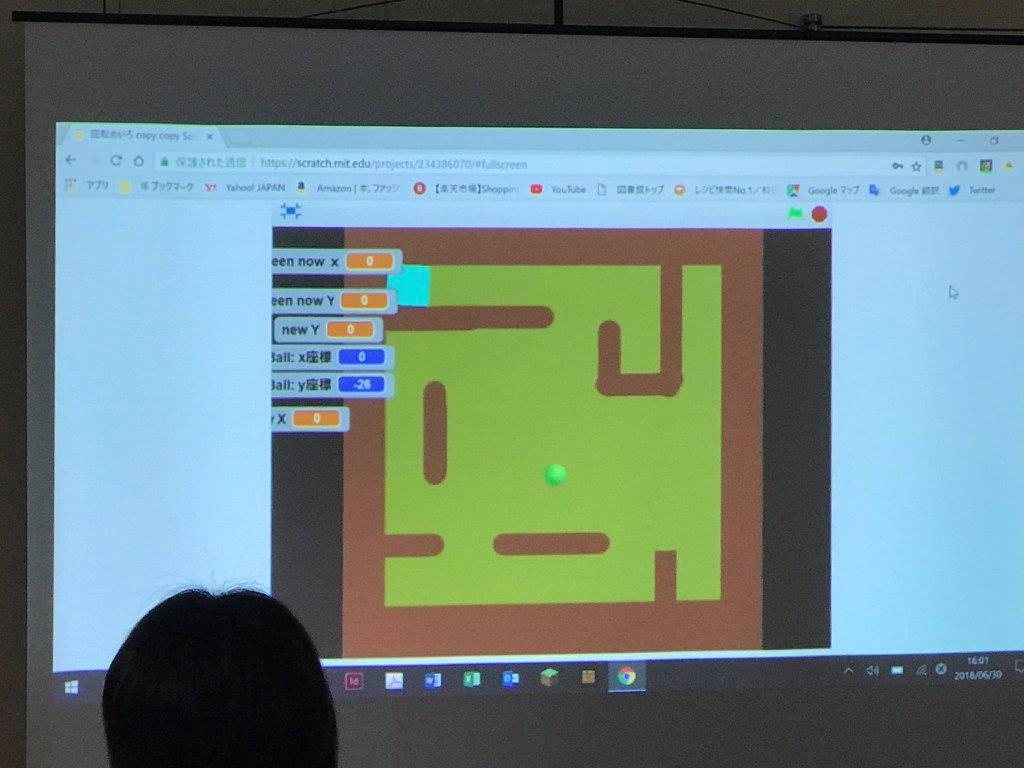 回転めいろ copy copy
保護された通信 https://scratch.mit.edu/projects/234386070/#fullscreen
アプリ ブックマーク Yahoo! JAPAN Amazon | 本, ファッシ 【楽天市場】Shopping YouTube 図書館トップ レシピ検索No.1／料 Google マップ Google 翻訳 Twitter
een now x 0
een now Y 0
new Y 0
Ball: x座標 0
Ball: y座標 -26
X 0
Id W X O
16:01
2018/06/30